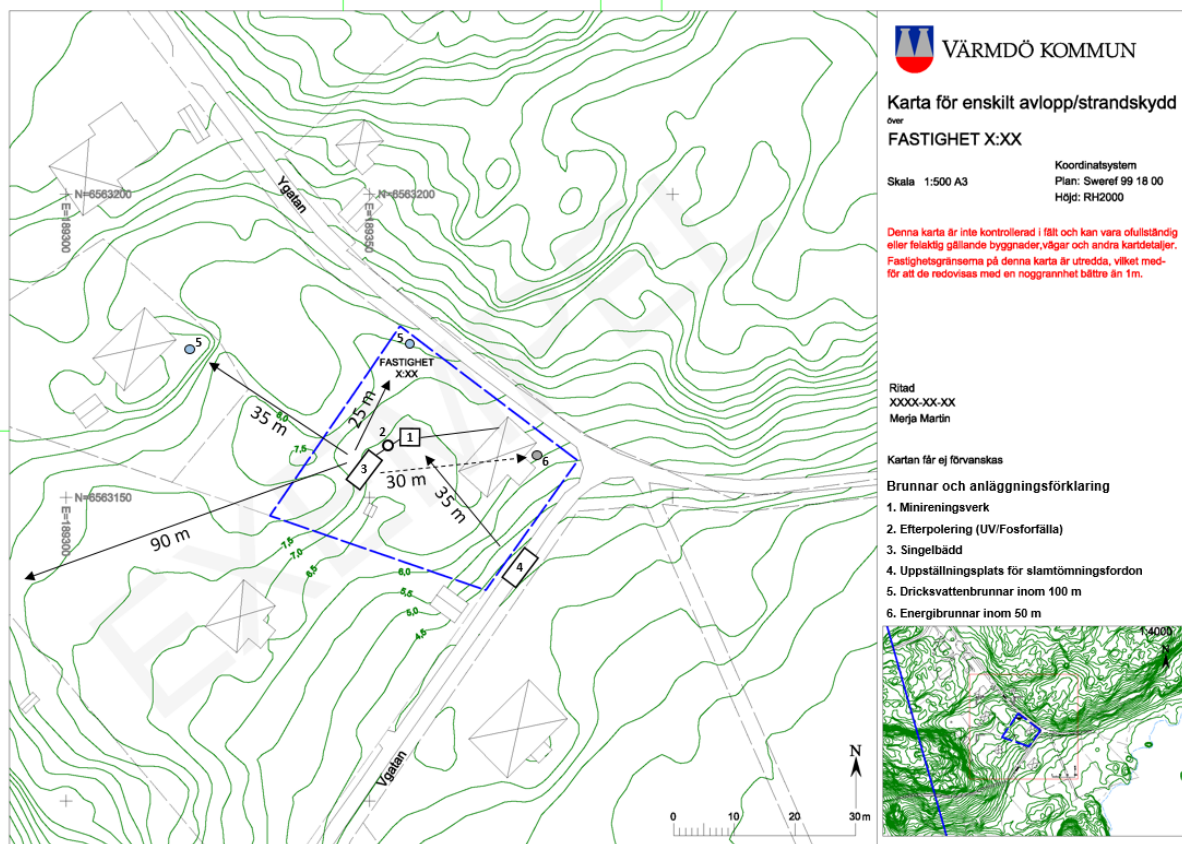 VÄRMDÖ KOMMUN
Karta för enskilt avlopp/strandskydd
över
FASTIGHET X:XX
Koordinatsystem
Skala 1:500 A3
Plan: Sweref 99 18 00
Höjd: RH2000
Denna karta är inte kontrollerad i fält och kan vara ofullständig
eller felaktig gällande byggnader,vägar och andra kartdetaljer.
Fastighetsgränserna på denna karta är utredda, vilket med-
för att de redovisas med en noggrannhet bättre än 1m.
Ritad
XXXX-XX-XX
Merja Martin
Kartan får ej förvanskas
Brunnar och anläggningsförklaring
1. Minireningsverk
2. Efterpolering (UV/Fosforfälla)
3. Singelbädd
4. Uppställningsplats för slamtömningsfordon
5. Dricksvattenbrunnar inom 100 m
6. Energibrunnar inom 50 m
1:4000
N
N=6563200
E=189300
N=6563200
E=189350
Ygatan
EXEMPEL
5
5
FASTIGHET
X:XX
35 m
25 m
6,0
7,5
2
1
3
30 m
6
35 m
N=6563150
E=189300
90 m
4
7,5
7,0
6,5
6,0
5,5
5,0
4,5
Vgatan
N
0 10 20 30 m